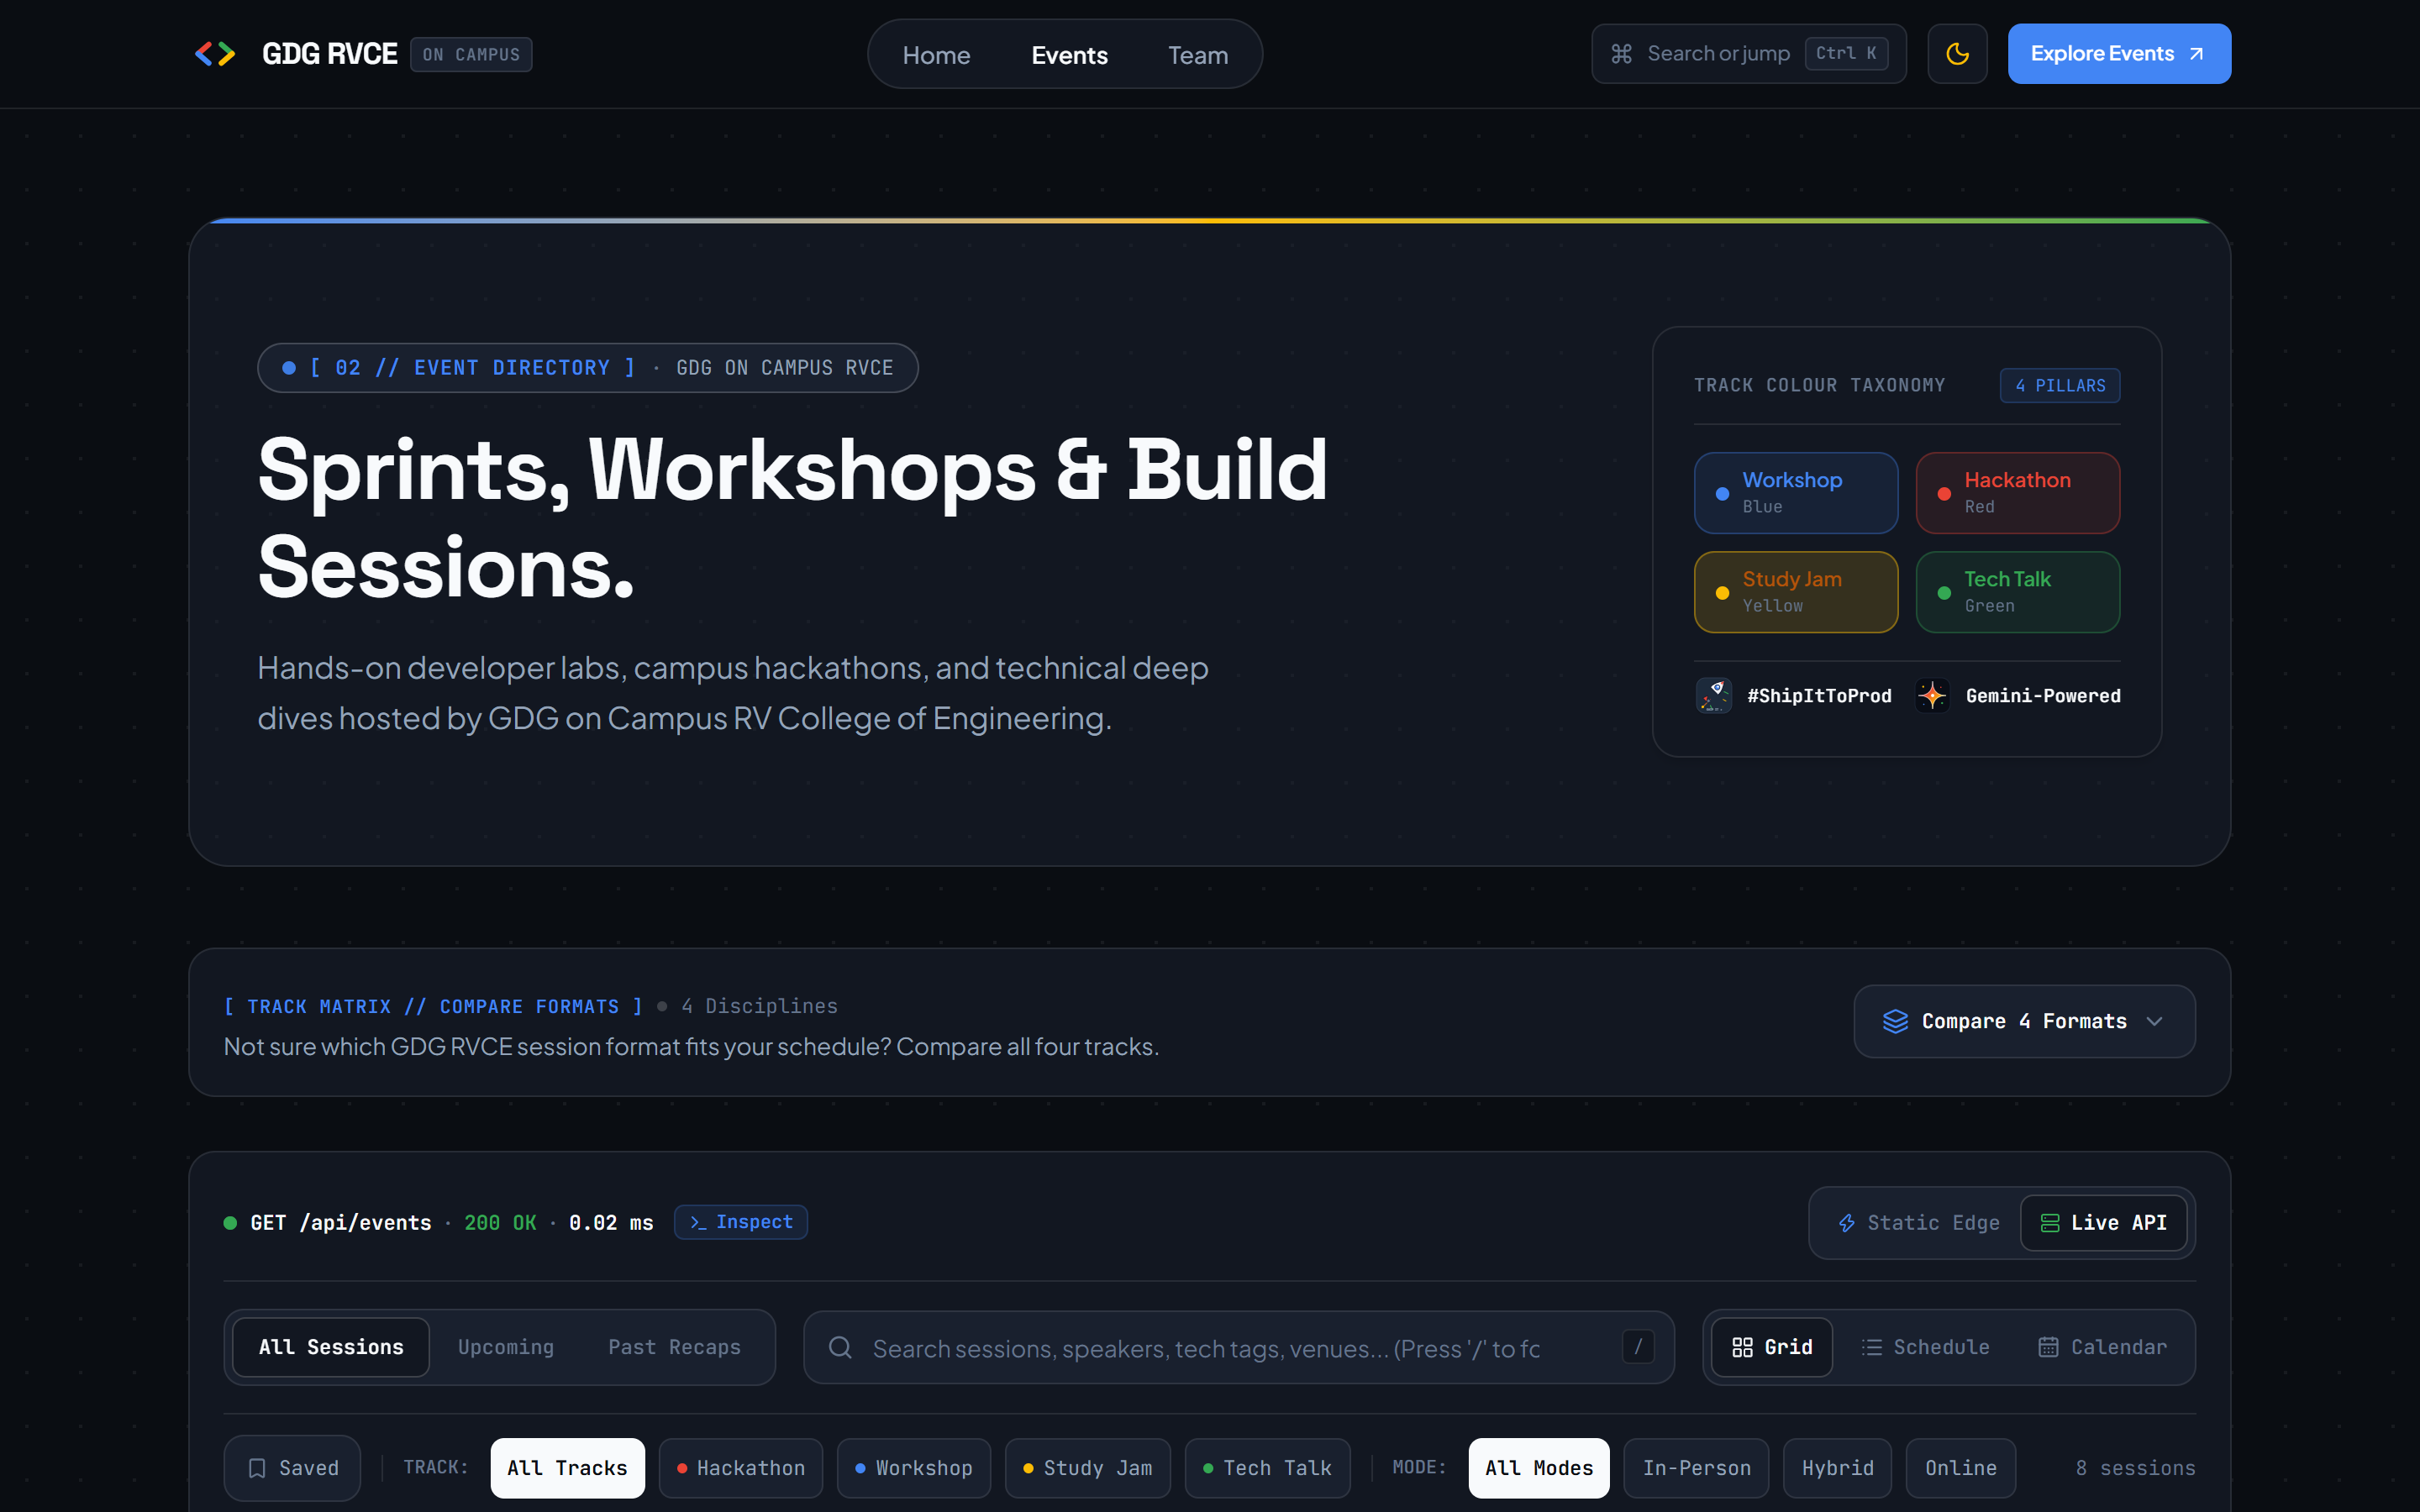 GDG RVCE ON CAMPUS Home Events Team Search or jump Ctrl K Explore Events
[ 02 // EVENT DIRECTORY ] · GDG ON CAMPUS RVCE
Sprints, Workshops & Build
Sessions.
Hands-on developer labs, campus hackathons, and technical deep
dives hosted by GDG on Campus RV College of Engineering.
TRACK COLOUR TAXONOMY 4 PILLARS
Workshop
Blue
Hackathon
Red
Study Jam
Yellow
Tech Talk
Green
#ShipItToProd Gemini-Powered
[ TRACK MATRIX // COMPARE FORMATS ] 4 Disciplines
Not sure which GDG RVCE session format fits your schedule? Compare all four tracks.
Compare 4 Formats
GET /api/events · 200 OK · 0.02 ms Inspect Static Edge Live API
All Sessions Upcoming Past Recaps Search sessions, speakers, tech tags, venues... (Press '/' to fc / Grid Schedule Calendar
Saved TRACK: All Tracks Hackathon Workshop Study Jam Tech Talk MODE: All Modes In-Person Hybrid Online 8 sessions